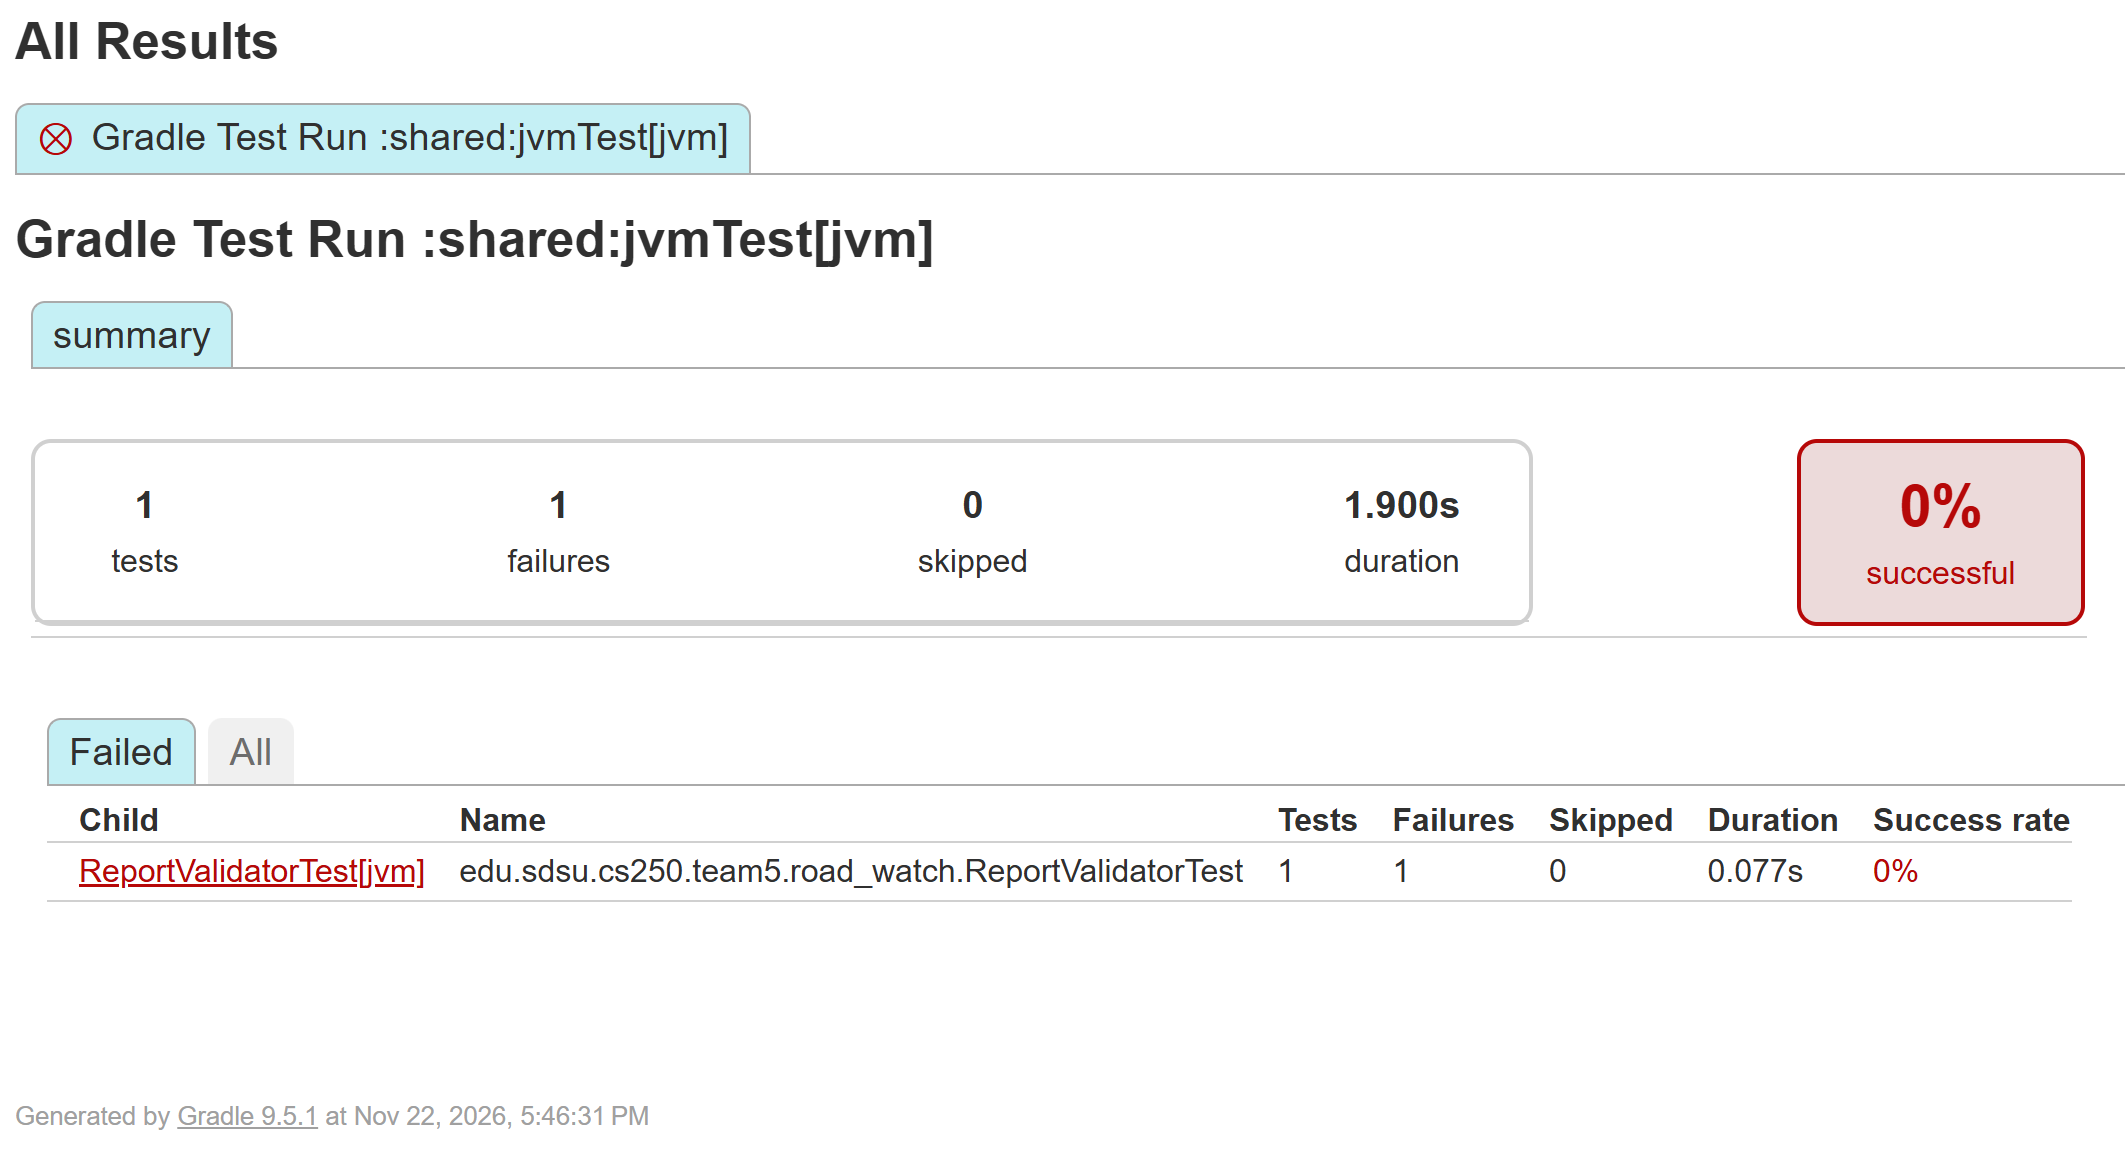 All Results
Gradle Test Run :shared:jvmTest[jvm]
Gradle Test Run :shared:jvmTest[jvm]
summary
1 1 0 1.900s 0%
tests failures skipped duration successful
Failed All
Child Name Tests Failures Skipped Duration Success rate
ReportValidatorTest[jvm] edu.sdsu.cs250.team5.road_watch.ReportValidatorTest 1 1 0 0.077s 0%
Generated by Gradle 9.5.1 at Nov 22, 2026, 5:46:31 PM